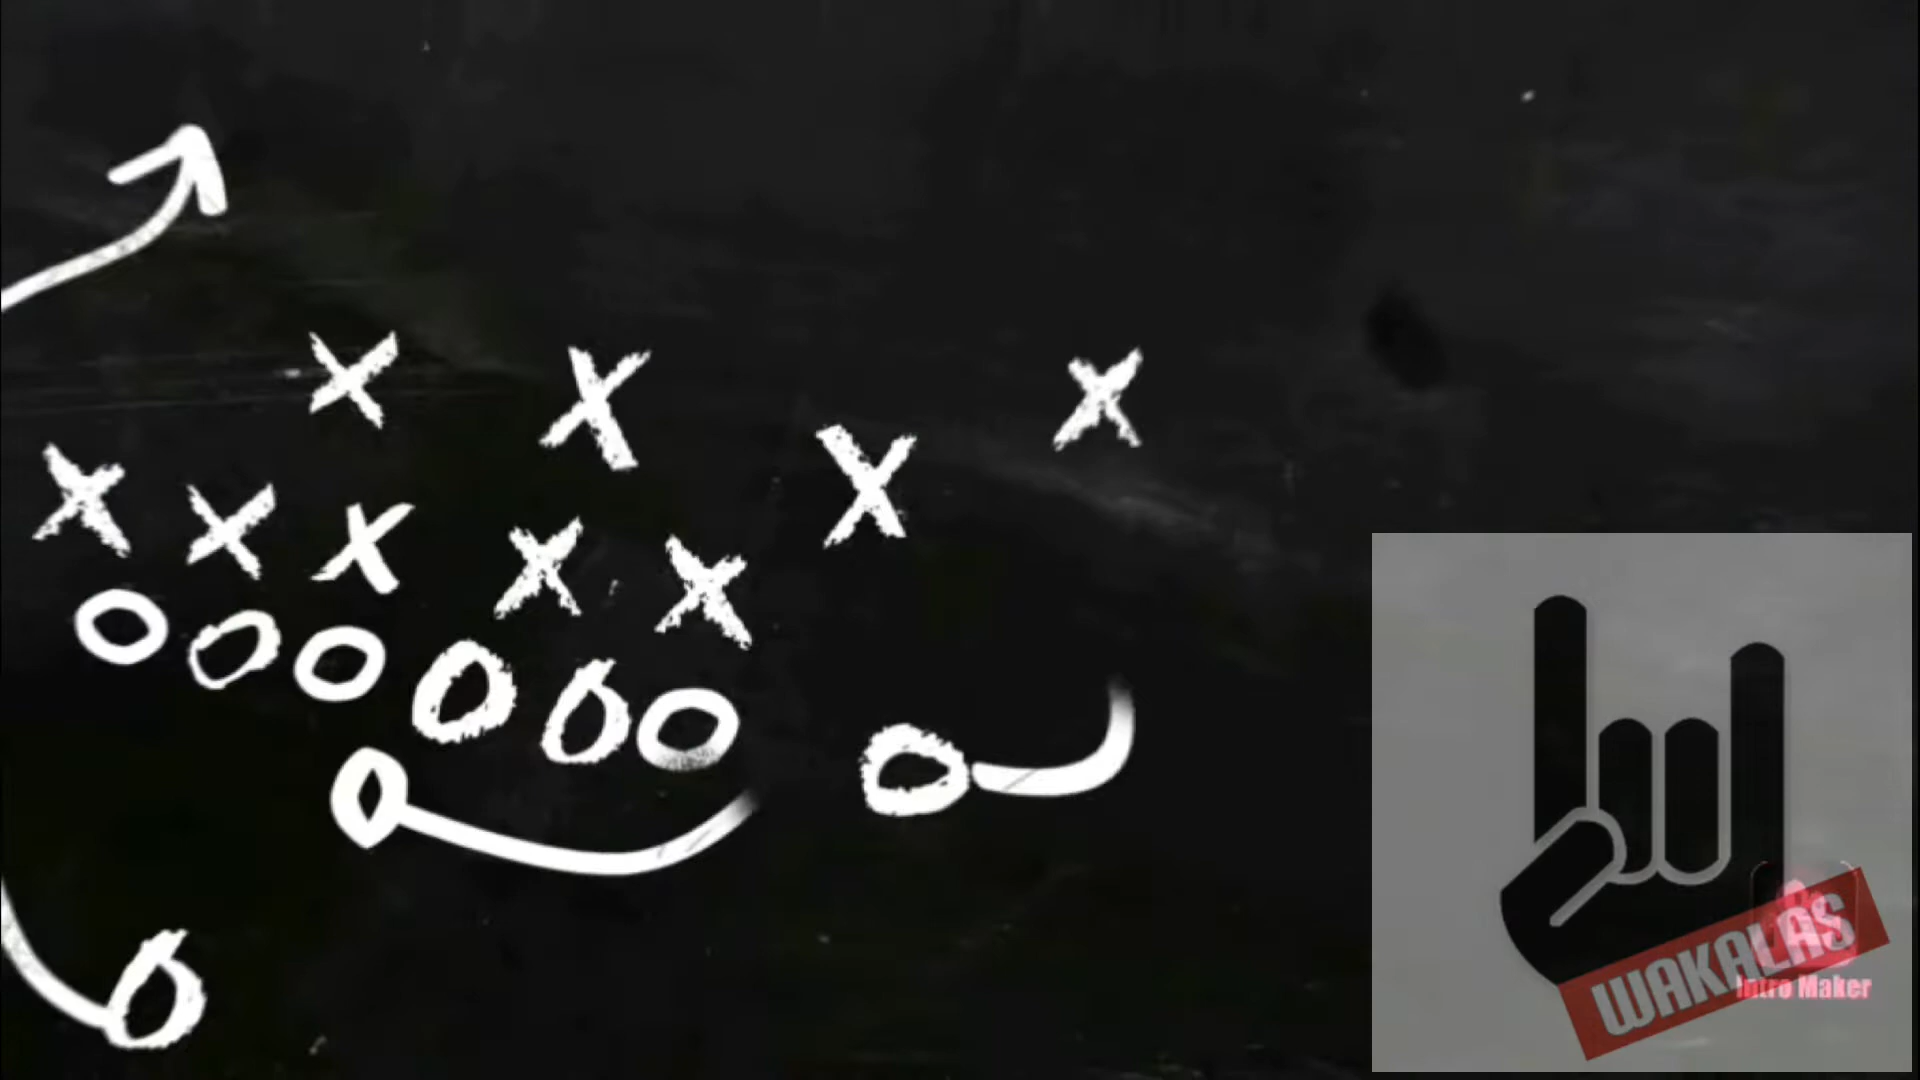 X X X
X
X X X X X
O O O O O O
O
O
O
WAKALAS
Intro Maker